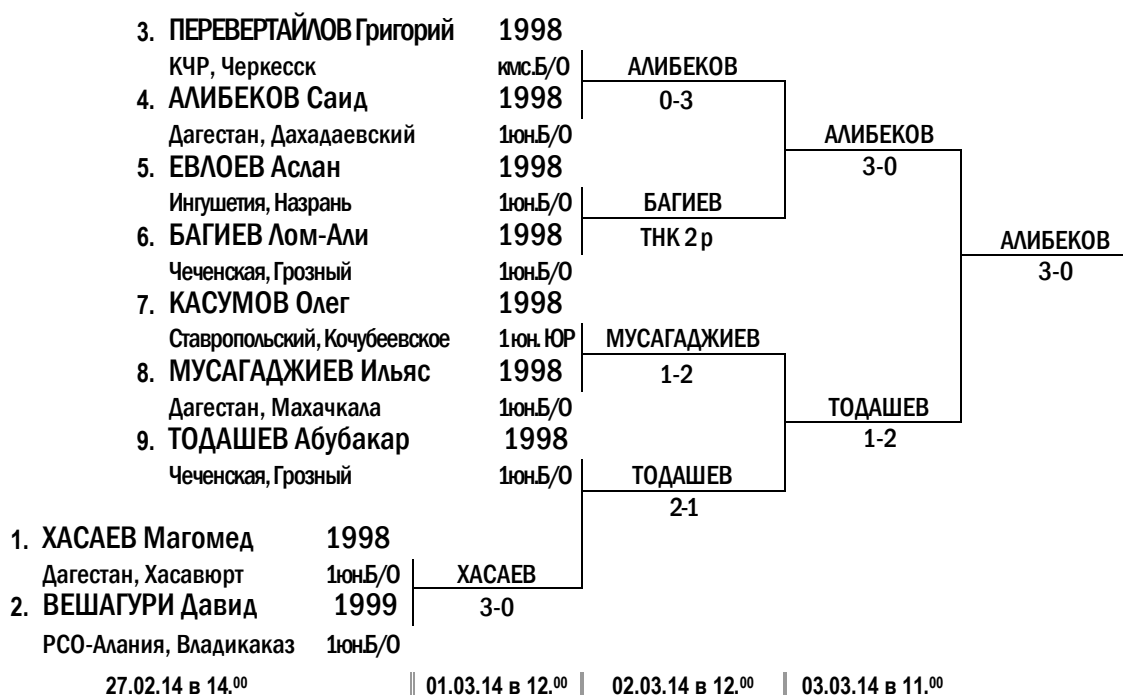 3. ПЕРЕВЕРТАЙЛОВ Григорий 1998
КЧР, Черкесск кмс.Б/О АЛИБЕКОВ
4. АЛИБЕКОВ Саид 1998 0-3
Дагестан, Дахадаевский 1юн.Б/О АЛИБЕКОВ
5. ЕВЛОЕВ Аслан 1998 3-0
Ингушетия, Назрань 1юн.Б/О БАГИЕВ
6. БАГИЕВ Лом-Али 1998 ТНК 2 р АЛИБЕКОВ
Чеченская, Грозный 1юн.Б/О 3-0
7. КАСУМОВ Олег 1998
Ставропольский, Кочубеевское 1 юн. ЮР МУСАГАДЖИЕВ
8. МУСАГАДЖИЕВ Ильяс 1998 1-2
Дагестан, Махачкала 1юн.Б/О ТОДАШЕВ
9. ТОДАШЕВ Абубакар 1998 1-2
Чеченская, Грозный 1юн.Б/О ТОДАШЕВ
2-1
1. ХАСАЕВ Магомед 1998
Дагестан, Хасавюрт 1юн.Б/О ХАСАЕВ
2. ВЕШАГУРИ Давид 1999 3-0
РСО-Алания, Владикаказ 1юн.Б/О
27.02.14 в 14.00 01.03.14 в 12.00 02.03.14 в 12.00 03.03.14 в 11.00